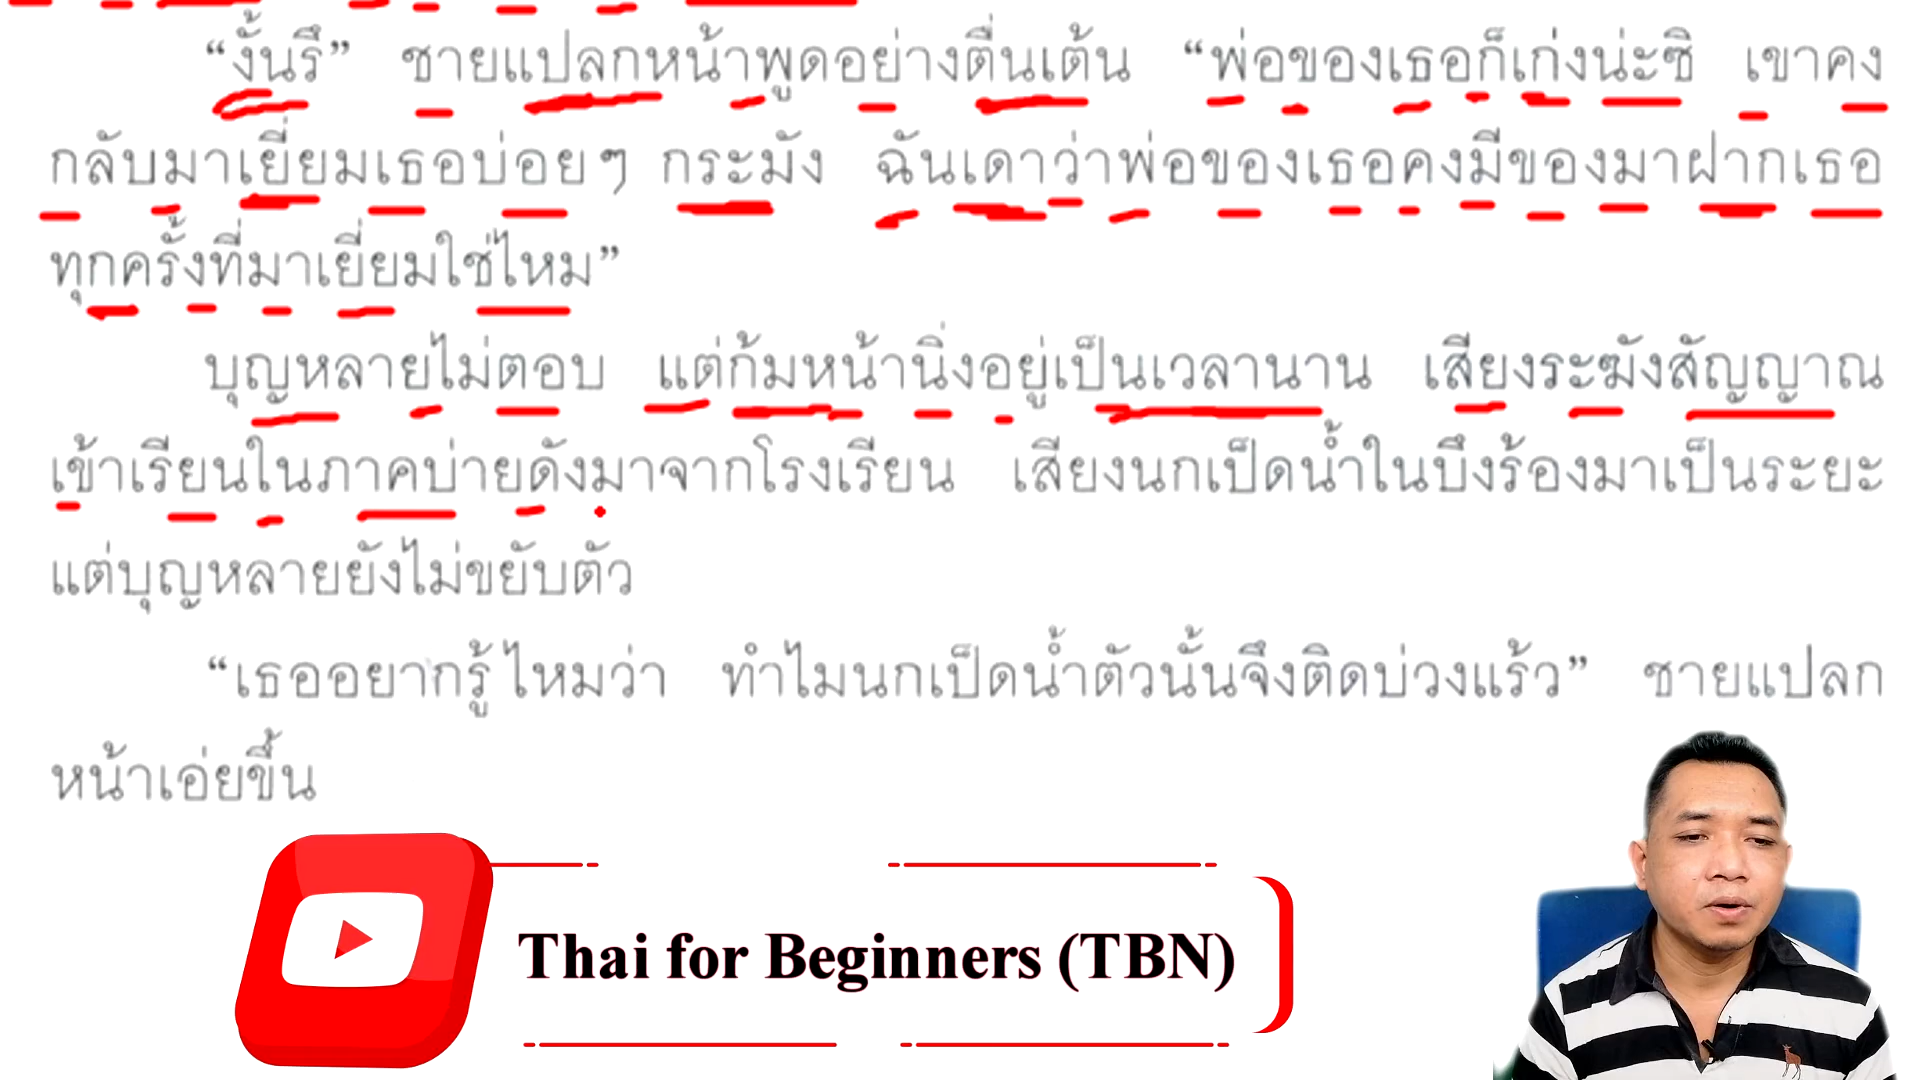 “งั้นรึ” ชายแปลกหน้าพูดอย่างตื่นเต้น “พ่อของเธอก็เก่งน่ะซิ เขาคง
กลับมาเยี่ยมเธอบ่อยๆ กระมัง ฉันเดาว่าพ่อของเธอคงมีของมาฝากเธอ
ทุกครั้งที่มาเยี่ยมใช่ไหม”
บุญหลายไม่ตอบ แต่ก้มหน้านิ่งอยู่เป็นเวลานาน เสียงระฆังสัญญาณ
เข้าเรียนในภาคบ่ายดังมาจากโรงเรียน เสียงนกเป็ดน้ำในบึงร้องมาเป็นระยะ
แต่บุญหลายยังไม่ขยับตัว
“เธออยากรู้ไหมว่า ทำไมนกเป็ดน้ำตัวนั้นจึงติดบ่วงแร้ว” ชายแปลก
หน้าเอ่ยขึ้น
Thai for Beginners (TBN)